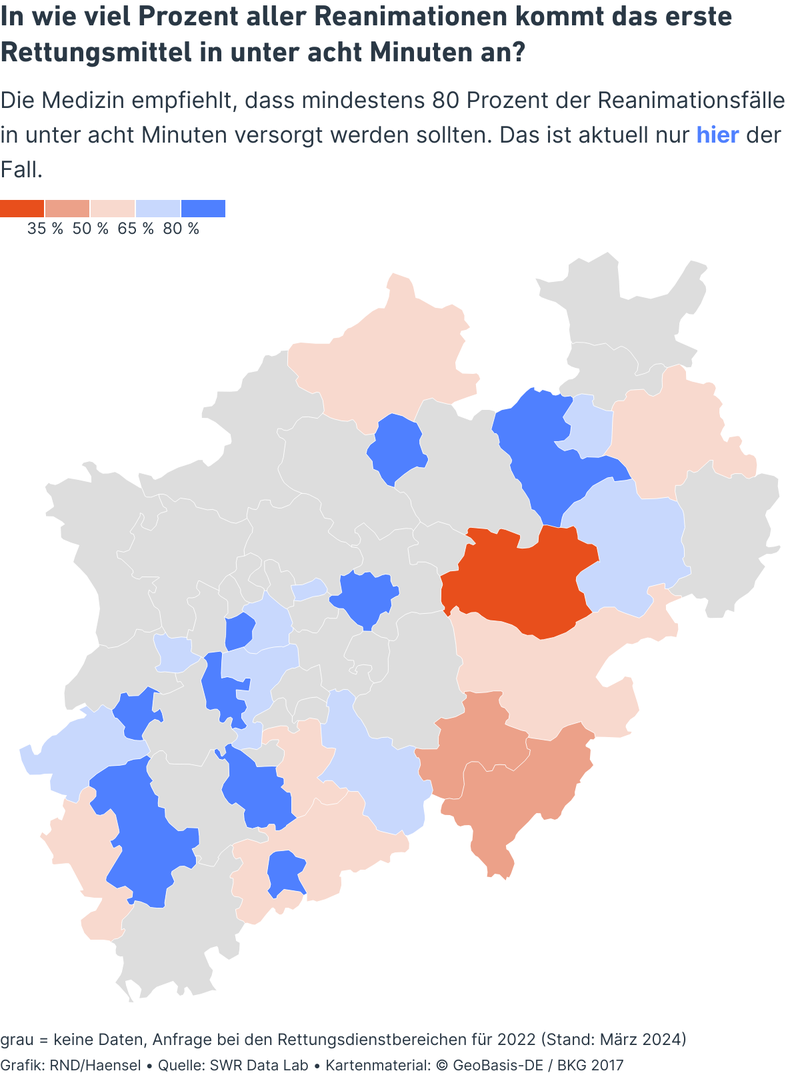 In wie viel Prozent aller Reanimationen kommt das erste
Rettungsmittel in unter acht Minuten an?
Die Medizin empfiehlt, dass mindestens 80 Prozent der Reanimationsfälle
in unter acht Minuten versorgt werden sollten. Das ist aktuell nur hier der
Fall.
35 % 50 % 65 % 80 %
grau = keine Daten, Anfrage bei den Rettungsdienstbereichen für 2022 (Stand: März 2024)
Grafik: RND/Haensel • Quelle: SWR Data Lab • Kartenmaterial: © GeoBasis-DE / BKG 2017